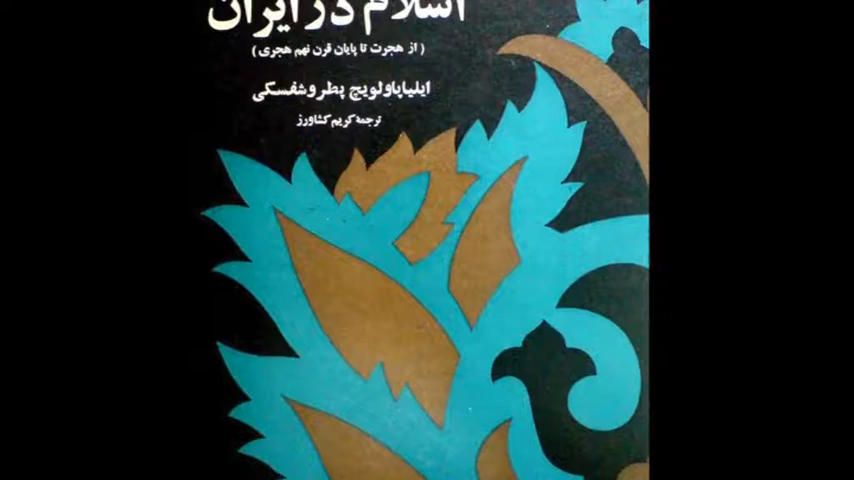 اسلام در ایران
( از هجرت تا پایان قرن نهم هجری )
ایلیاپاولویچ پطروشفسکی
ترجمهٔ کریم کشاورز